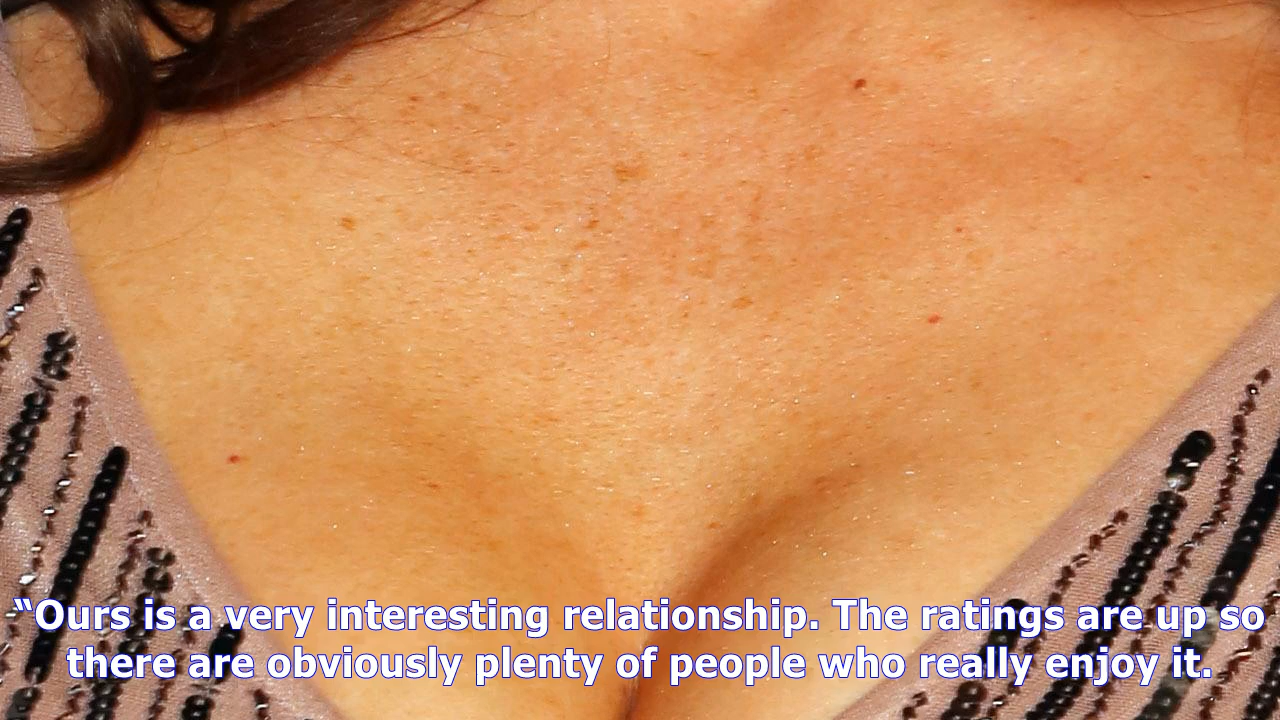 “Ours is a very interesting relationship. The ratings are up so
there are obviously plenty of people who really enjoy it.